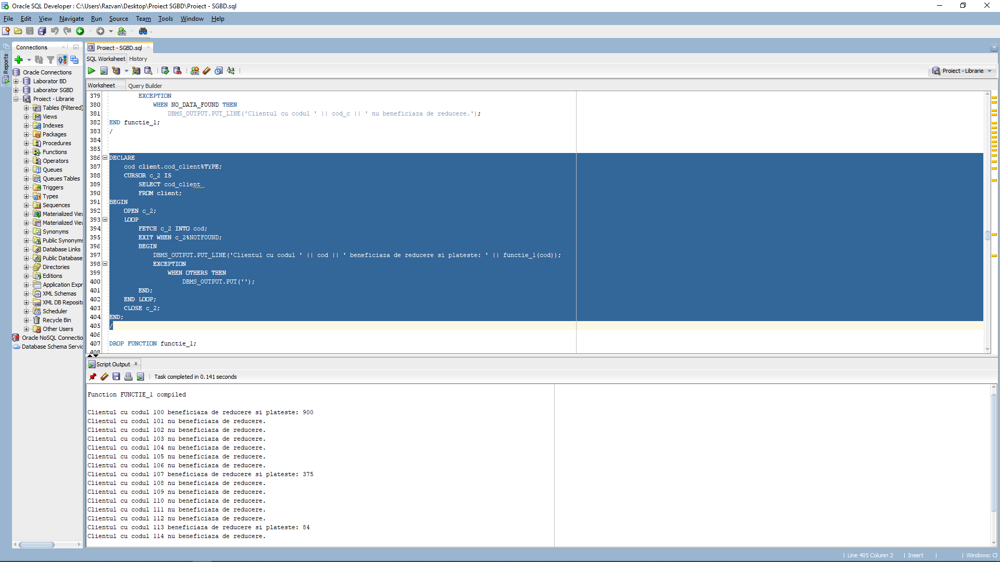 Oracle SQL Developer : C:\Users\Razvan\Desktop\Proiect SGBD\Proiect - SGBD.sql
File Edit View Navigate Run Source Team Tools Window Help
Reports
Connections
Oracle Connections
Laborator BD
Laborator SGBD
Proiect - Librarie
Tables (Filtered)
Views
Indexes
Packages
Procedures
Functions
Operators
Queues
Queues Tables
Triggers
Types
Sequences
Materialized Vie
Materialized Vie
Synonyms
Public Synonyms
Database Links
Public Database
Directories
Editions
Application Expr
XML Schemas
XML DB Reposito
Scheduler
Recycle Bin
Other Users
Oracle NoSQL Connectio
Database Schema Servic
Proiect - SGBD.sql
SQL Worksheet History
Proiect - Librarie
Worksheet Query Builder
379 EXCEPTION
380 WHEN NO_DATA_FOUND THEN
381 DBMS_OUTPUT.PUT_LINE('Clientul cu codul ' || cod_c || ' nu beneficiaza de reducere.');
382 END functie_1;
383 /
384
385
386 DECLARE
387 cod client.cod_client%TYPE;
388 CURSOR c_2 IS
389 SELECT cod_client
390 FROM client;
391 BEGIN
392 OPEN c_2;
393 LOOP
394 FETCH c_2 INTO cod;
395 EXIT WHEN c_2%NOTFOUND;
396 BEGIN
397 DBMS_OUTPUT.PUT_LINE('Clientul cu codul ' || cod || ' beneficiaza de reducere si plateste: ' || functie_1(cod));
398 EXCEPTION
399 WHEN OTHERS THEN
400 DBMS_OUTPUT.PUT('');
401 END;
402 END LOOP;
403 CLOSE c_2;
404 END;
405 /
406
407 DROP FUNCTION functie_1;
408
Script Output
Task completed in 0.141 seconds
Function FUNCTIE_1 compiled
Clientul cu codul 100 beneficiaza de reducere si plateste: 900
Clientul cu codul 101 nu beneficiaza de reducere.
Clientul cu codul 102 nu beneficiaza de reducere.
Clientul cu codul 103 nu beneficiaza de reducere.
Clientul cu codul 104 nu beneficiaza de reducere.
Clientul cu codul 105 nu beneficiaza de reducere.
Clientul cu codul 106 nu beneficiaza de reducere.
Clientul cu codul 107 beneficiaza de reducere si plateste: 375
Clientul cu codul 108 nu beneficiaza de reducere.
Clientul cu codul 109 nu beneficiaza de reducere.
Clientul cu codul 110 nu beneficiaza de reducere.
Clientul cu codul 111 nu beneficiaza de reducere.
Clientul cu codul 112 nu beneficiaza de reducere.
Clientul cu codul 113 beneficiaza de reducere si plateste: 84
Clientul cu codul 114 nu beneficiaza de reducere.
Line 405 Column 2 Insert Windows: C